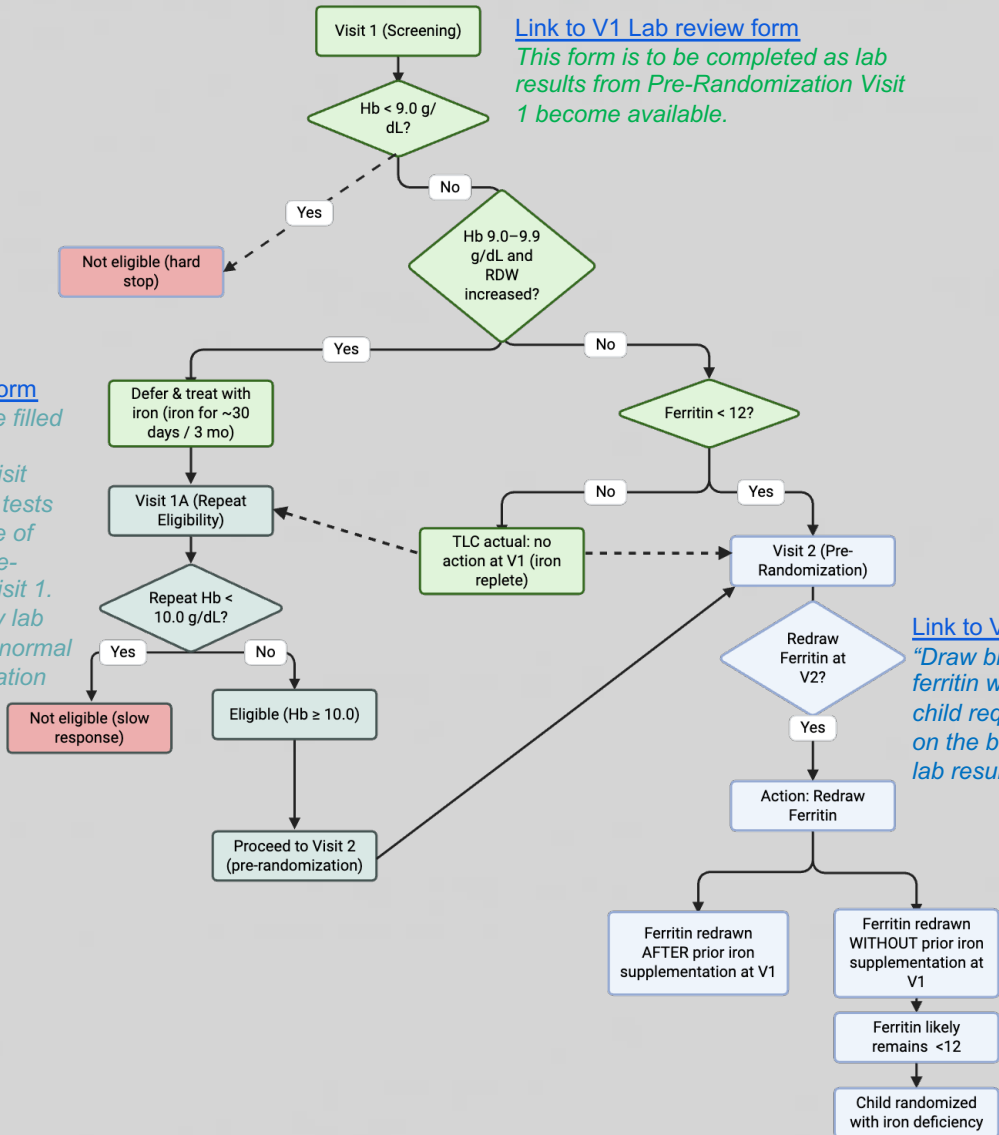 Visit 1 (Screening)
Link to V1 Lab review form
This form is to be completed as lab
results from Pre-Randomization Visit
1 become available.
Hb < 9.0 g/
dL?
No
Yes
Not eligible (hard
stop)
Hb 9.0–9.9
g/dL and
RDW
increased?
Yes
No
orm
e filled
isit
tests
e of
e-
isit 1.
v lab
normal
ation
Defer & treat with
iron (iron for ~30
days / 3 mo)
Ferritin < 12?
Visit 1A (Repeat
Eligibility)
No
Yes
TLC actual: no
action at V1 (iron
replete)
Visit 2 (Pre-
Randomization)
Repeat Hb <
10.0 g/dL?
Yes
No
Not eligible (slow
response)
Eligible (Hb ≥ 10.0)
Proceed to Visit 2
(pre-randomization)
Redraw
Ferritin at
V2?
Link to V
“Draw b
ferritin w
child req
on the b
lab resu
Yes
Action: Redraw
Ferritin
Ferritin redrawn
AFTER prior iron
supplementation at V1
Ferritin redrawn
WITHOUT prior iron
supplementation at
V1
Ferritin likely
remains <12
Child randomized
with iron deficiency